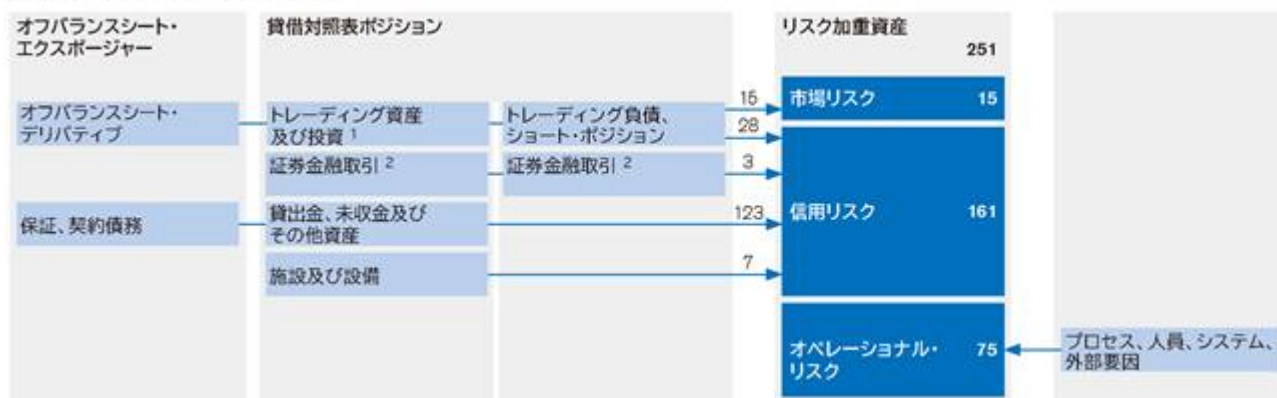 オフバランスシート・
エクスポージャー
貸借対照表ポジション
リスク加重資産
251
オフバランスシート・
デリバティブ
トレーディング資産
及び投資 1
トレーディング負債、
ショート・ポジション
15
28
市場リスク 15
証券金融取引 2
証券金融取引 2
3
保証、契約債務
貸出金、未収金及び
その他資産
123
信用リスク 161
施設及び設備
7
オペレーショナル・
リスク
75
プロセス、人員、システム、
外部要因